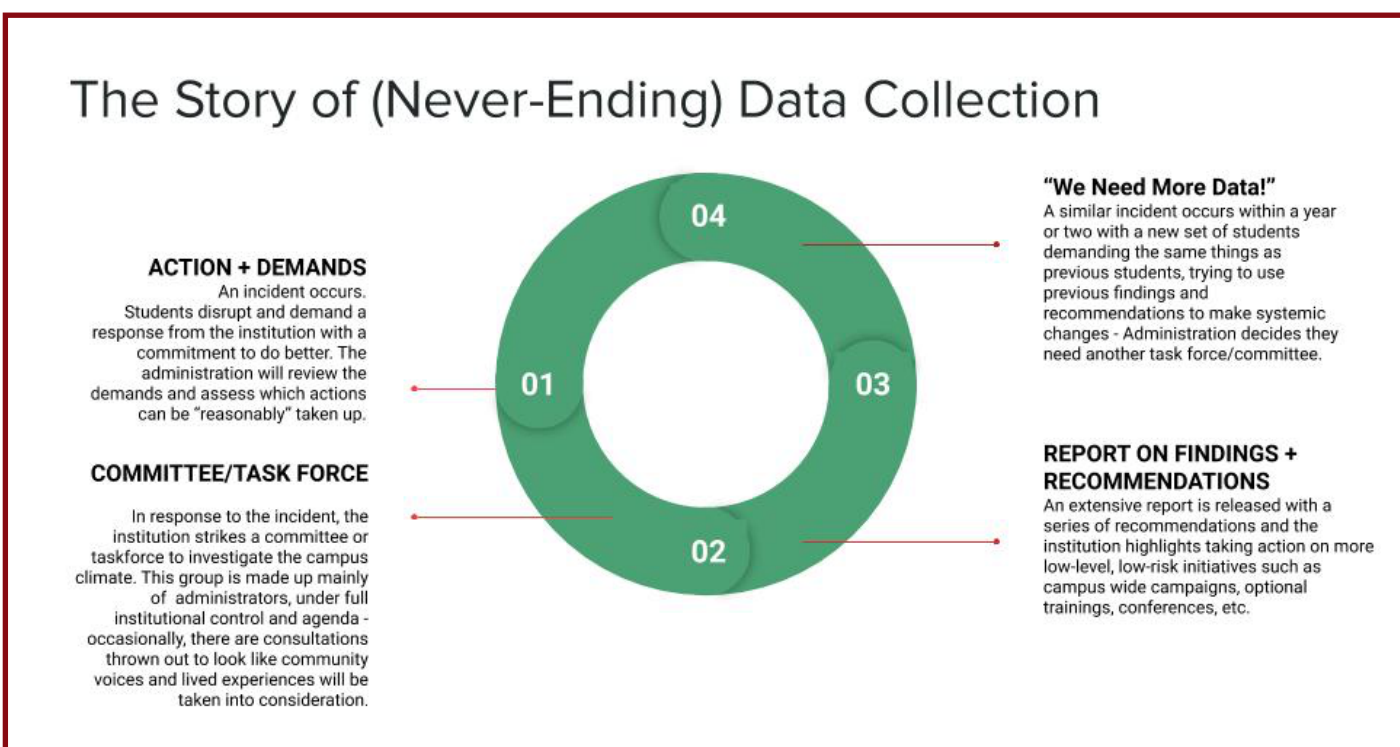 The Story of (Never-Ending) Data Collection
ACTION + DEMANDS
An incident occurs.
Students disrupt and demand a
response from the institution with a
commitment to do better. The
administration will review the
demands and assess which actions
can be “reasonably” taken up.
COMMITTEE/TASK FORCE
In response to the incident, the
institution strikes a committee or
taskforce to investigate the campus
climate. This group is made up mainly
of administrators, under full
institutional control and agenda -
occasionally, there are consultations
thrown out to look like community
voices and lived experiences will be
taken into consideration.
04
01
03
02
“We Need More Data!”
A similar incident occurs within a year
or two with a new set of students
demanding the same things as
previous students, trying to use
previous findings and
recommendations to make systemic
changes - Administration decides they
need another task force/committee.
REPORT ON FINDINGS +
RECOMMENDATIONS
An extensive report is released with a
series of recommendations and the
institution highlights taking action on more
low-level, low-risk initiatives such as
campus wide campaigns, optional
trainings, conferences, etc.